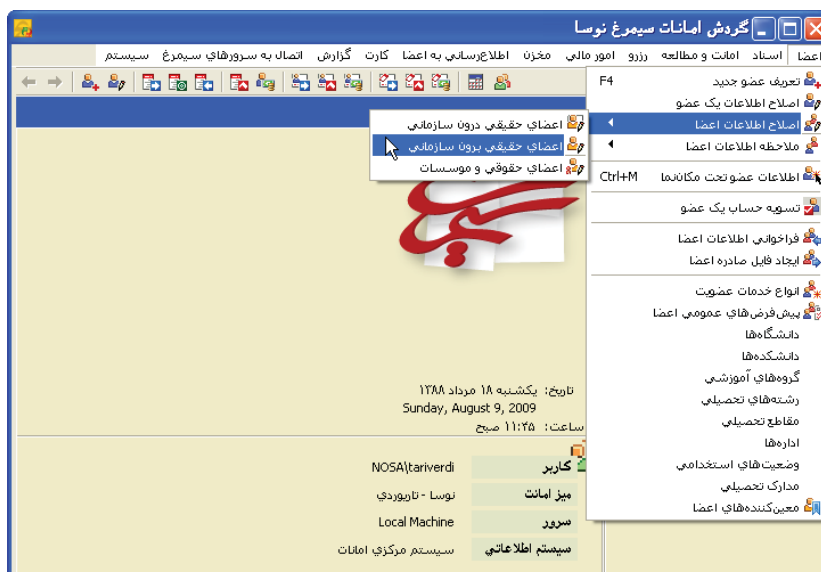 گردش امانات سیمرغ نوسا
اعضا اسناد امانت و مطالعه رزرو امور مالي مخزن اطلاع‌رساني به اعضا کارت گزارش اتصال به سرورهاي سيمرغ سيستم
تعريف عضو جديد F4
اصلاح اطلاعات يک عضو
اصلاح اطلاعات اعضا
اعضاي حقيقي درون سازماني
اعضاي حقيقي برون سازماني
اعضاي حقوقي و موسسات
ملاحظه اطلاعات اعضا
اطلاعات عضو تحت مکان‌نما Ctrl+M
تسويه حساب يک عضو
فراخواني اطلاعات اعضا
ايجاد فايل صادره اعضا
انواع خدمات عضويت
پيش‌فرض‌هاي عمومي اعضا
دانشگاه‌ها
دانشکده‌ها
گروه‌هاي آموزشي
رشته‌هاي تحصيلي
مقاطع تحصيلي
اداره‌ها
وضعيت‌هاي استخدامي
مدارک تحصيلي
معين‌کننده‌هاي اعضا
تاريخ: يکشنبه ۱۸ مرداد ۱۳۸۸
Sunday, August 9, 2009
ساعت: ۱۱:۴۵ صبح
کاربر NOSA\tariverdi
ميز امانت نوسا - تاريوردي
سرور Local Machine
سيستم اطلاعاتي سيستم مرکزي امانات